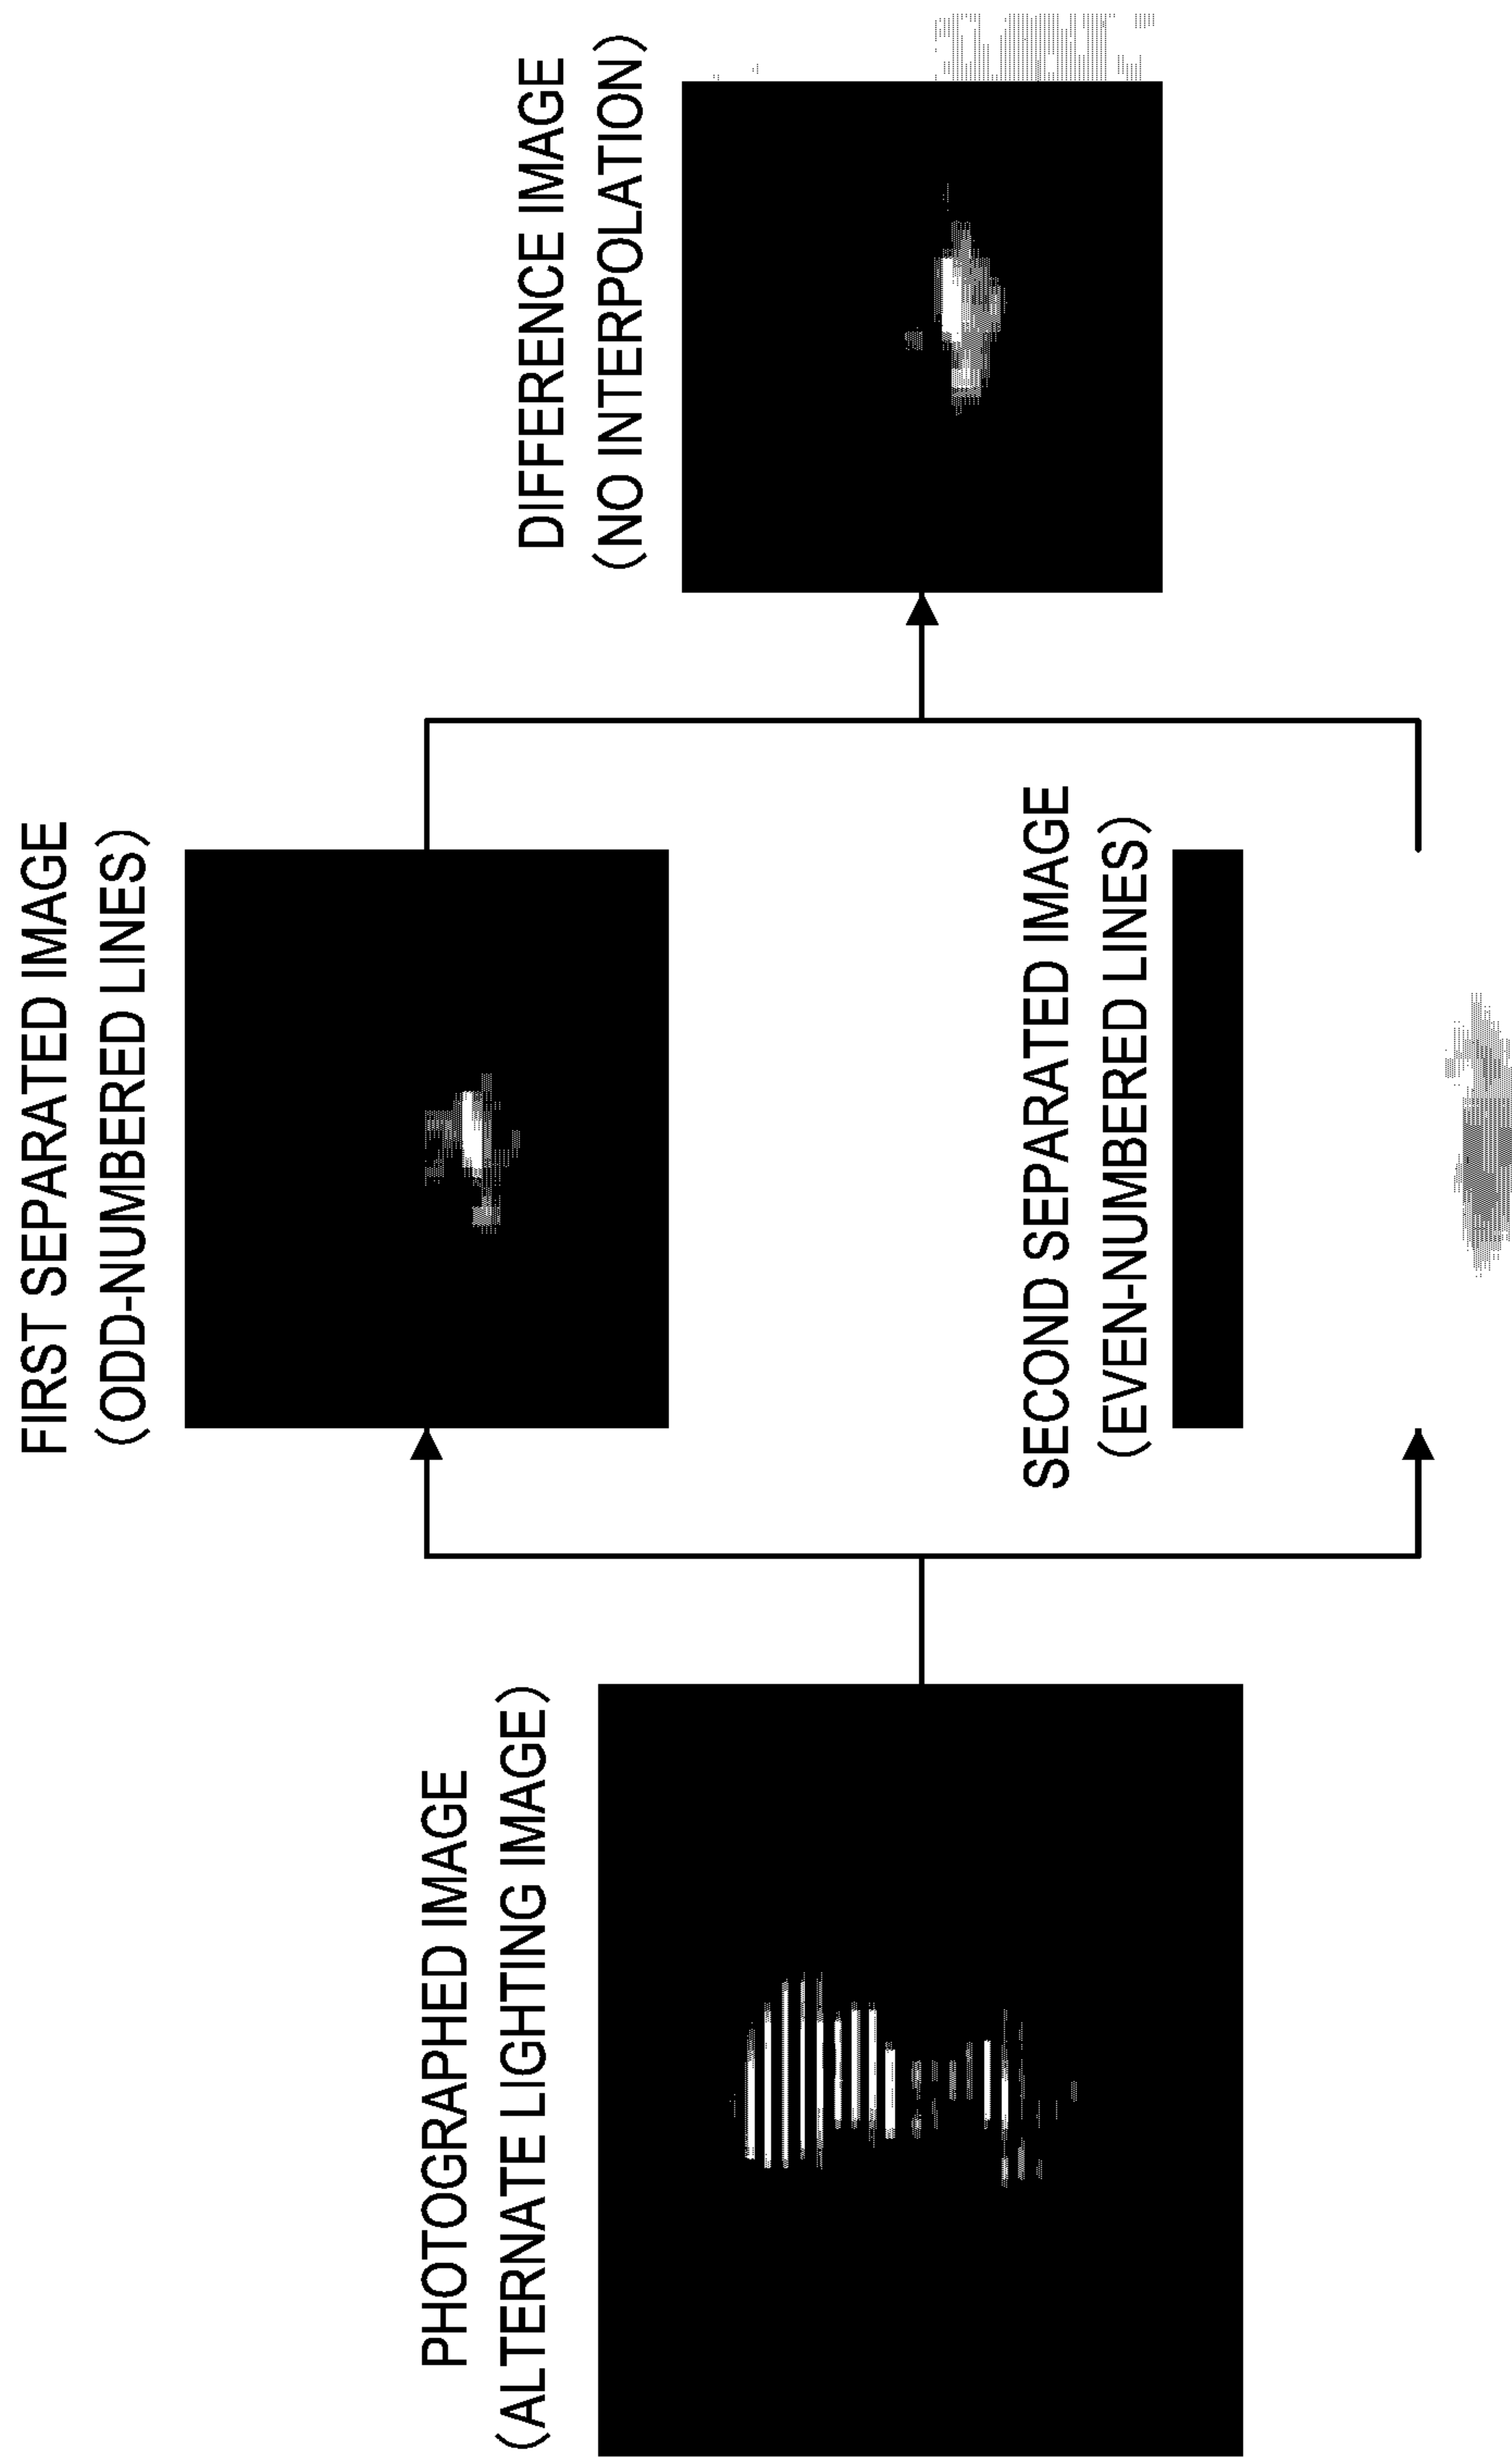 PHOTOGRAPHED IMAGE
(ALTERNATE LIGHTING IMAGE)
FIRST SEPARATED IMAGE
(ODD-NUMBERED LINES)
SECOND SEPARATED IMAGE
(EVEN-NUMBERED LINES)
DIFFERENCE IMAGE
(NO INTERPOLATION)